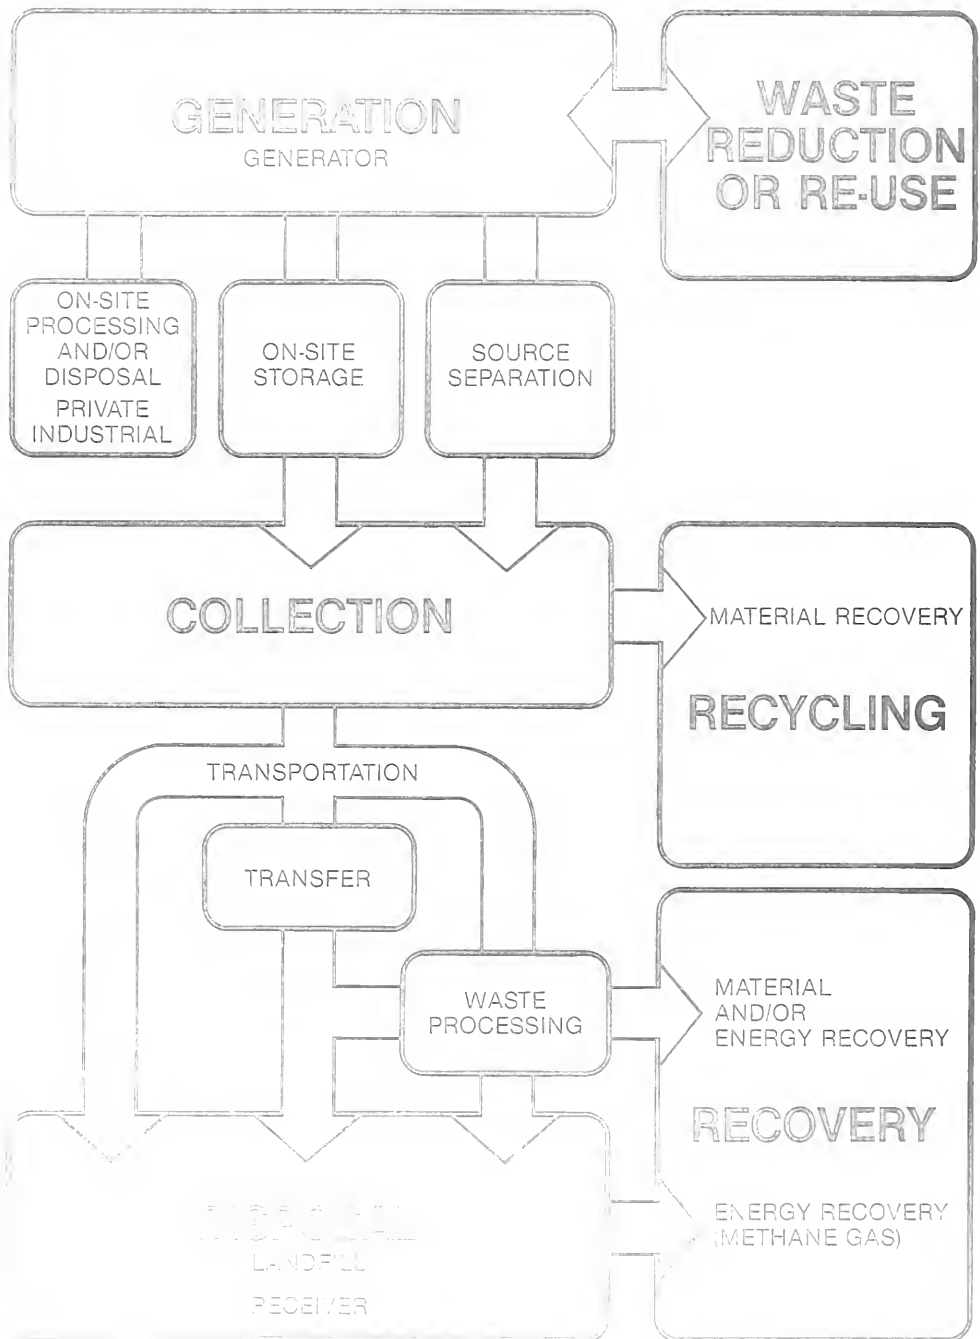 GENERATION
GENERATOR
WASTE
REDUCTION
OR RE-USE
ON-SITE
PROCESSING
AND/OR
DISPOSAL
PRIVATE
INDUSTRIAL
ON-SITE
STORAGE
SOURCE
SEPARATION
COLLECTION
MATERIAL RECOVERY
RECYCLING
TRANSPORTATION
TRANSFER
WASTE
PROCESSING
MATERIAL
AND/OR
ENERGY RECOVERY
RECOVERY
ENERGY RECOVERY
(METHANE GAS)
LANDFILL
RECEIVER